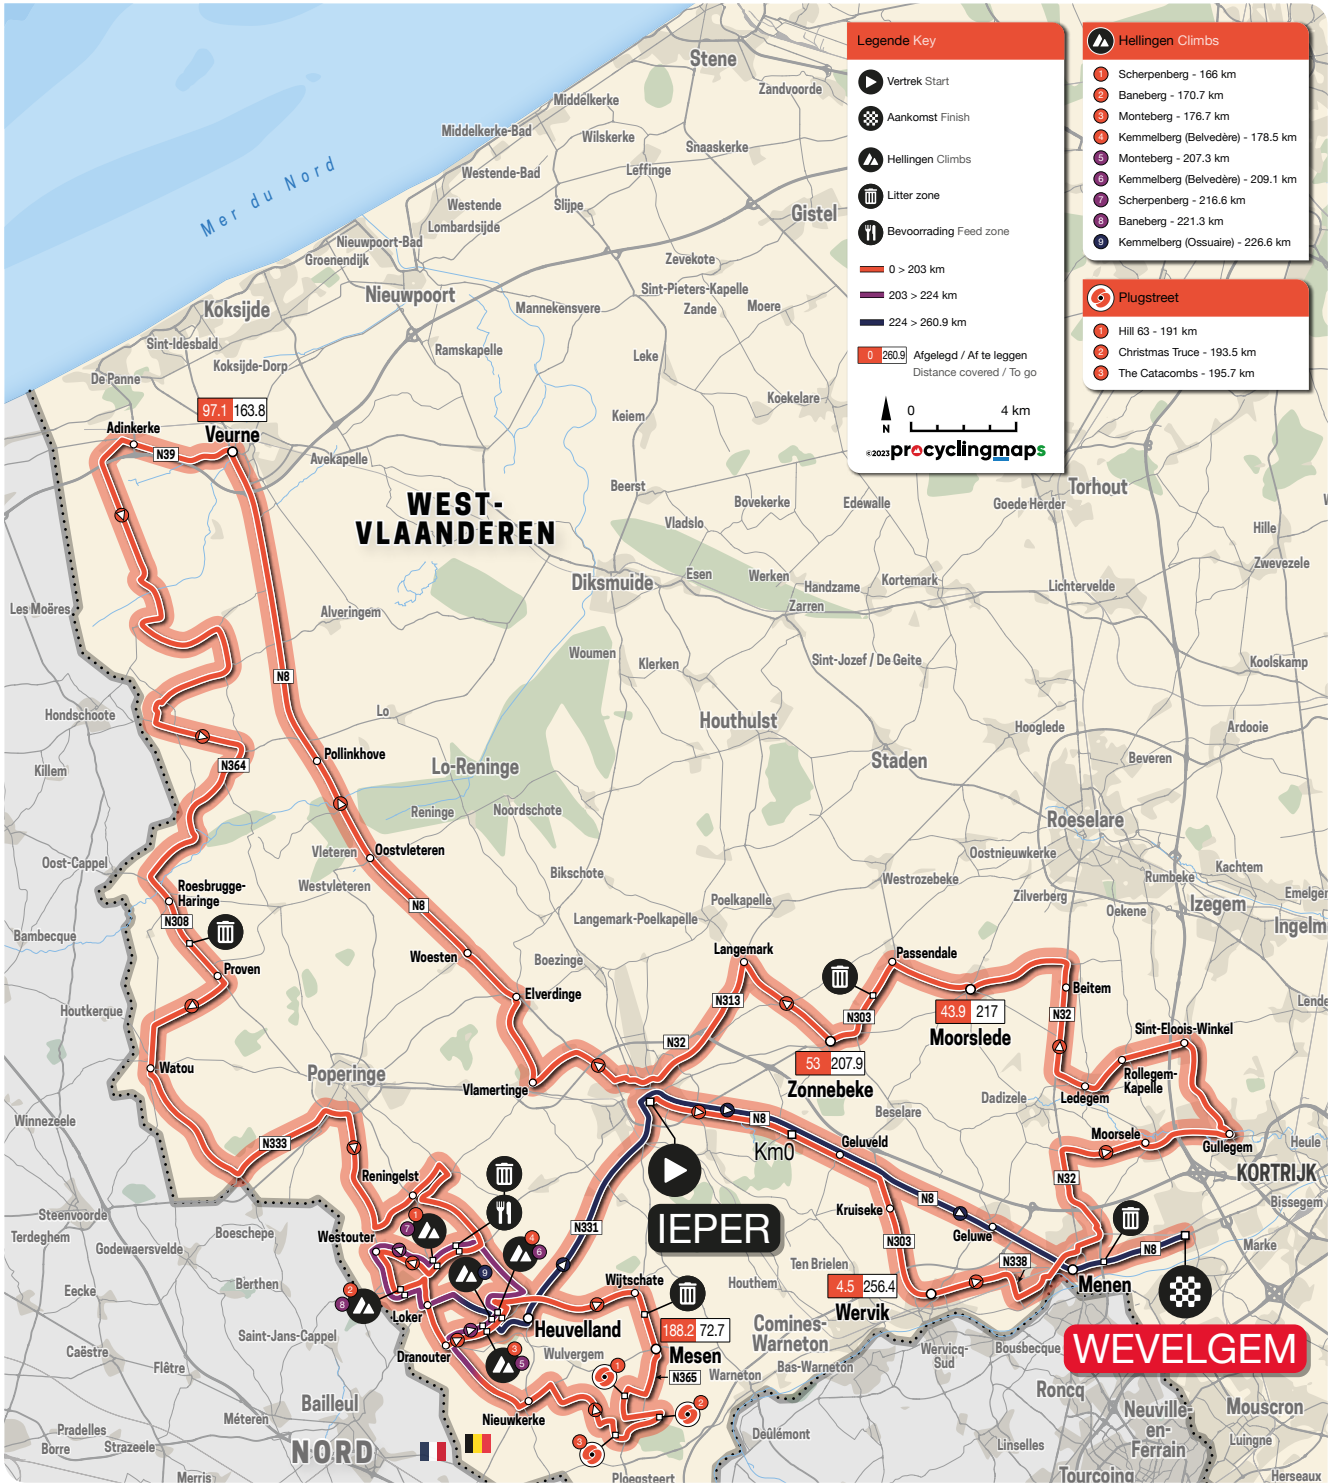 Legende Key
Vertrek Start
Aankomst Finish
Hellingen Climbs
Litter zone
Bevoorrading Feed zone
0 > 203 km
203 > 224 km
224 > 260.9 km
0 260.9 Afgelegd / Af te leggen
Distance covered / To go
N
0 4 km
©2023 procyclingmaps
Hellingen Climbs
1 Scherpenberg - 166 km
2 Baneberg - 170.7 km
3 Monteberg - 176.7 km
4 Kemmelberg (Belvedère) - 178.5 km
5 Monteberg - 207.3 km
6 Kemmelberg (Belvedère) - 209.1 km
7 Scherpenberg - 216.6 km
8 Baneberg - 221.3 km
9 Kemmelberg (Ossuaire) - 226.6 km
Plugstreet
1 Hill 63 - 191 km
2 Christmas Truce - 193.5 km
3 The Catacombs - 195.7 km
Mer du Nord
Stene
Zandvoorde
Middelkerke
Middelkerke-Bad
Wilskerke
Snaaskerke
Westende-Bad
Leffinge
Westende
Slijpe
Gistel
Lombardsijde
Nieuwpoort-Bad
Groenendijk
Zevekote
Nieuwpoort
Sint-Pieters-Kapelle
Koksijde
Mannekensvere
Zande
Moere
Sint-Idesbald
Ramskapelle
Leke
Koksijde-Dorp
De Panne
Koekelare
97.1 163.8
Veurne
Adinkerke
N39
Keiem
Avekapelle
Beerst
Torhout
WEST-
VLAANDEREN
Bovekerke
Edewalle
Goede Herder
Vladslo
Hille
Zwevezele
Diksmuide
Esen
Werken
Handzame
Kortemark
Lichtervelde
Zarren
Les Moëres
Alveringem
Woumen
Klerken
Sint-Jozef / De Geite
Koolskamp
N8
Hondschoote
Lo
Houthulst
Hooglede
Ardooie
Pollinkhove
Staden
Beveren
Killem
N364
Lo-Reninge
Reninge
Noordschote
Roeselare
Vleteren
Oostvleteren
Oostnieuwkerke
Oost-Cappel
Bikschote
Westrozebeke
Kachtem
Rumbeke
Roesbrugge-
Haringe
Westvleteren
Zilverberg
Emelger
N8
Poelkapelle
Oekene
Izegem
N308
Langemark-Poelkapelle
Ingelm
Bambecque
Woesten
Boezinge
Langemark
Passendale
Proven
Elverdinge
Beitem
N313
Lende
Houtkerque
N303
43.9 217
Moorslede
N32
Sint-Eloois-Winkel
N32
Watou
Poperinge
53 207.9
Zonnebeke
Rollegem-
Kapelle
Vlamertinge
Ledegem
Dadizele
Winnezeele
Beselare
N8
Moorsele
Gullegem
Heule
N333
Km0
Geluveld
Reningelst
KORTRIJK
N32
IEPER
N8
Bissegem
Steenvoorde
Kruiseke
Westouter
N331
Terdeghem
Boeschepe
Geluwe
Godewaersvelde
N303
N8
Marke
Ten Brielen
N338
Eecke
Berthen
Wijtschate
Houthem
4.5 256.4
Wervik
Menen
1
7
4
6
9
2
8
Loker
Heuvelland
188.2 72.7
Mesen
Comines-
Warneton
Saint-Jans-Cappel
Wervicq-
Sud
Bousbecque
WEVELGEM
Caëstre
Flêtre
Dranouter
3
5
Wulvergem
1
N365
Warneton
Bas-Warneton
Roncq
Bailleul
Nieuwkerke
2
Mouscron
Méteren
Neuville-
en-
Ferrain
Deûlémont
Pradelles
Borre
Strazeele
NORD
3
Linselles
Luingne
Merris
Ploegsteert
Tourcoing
Herseaux